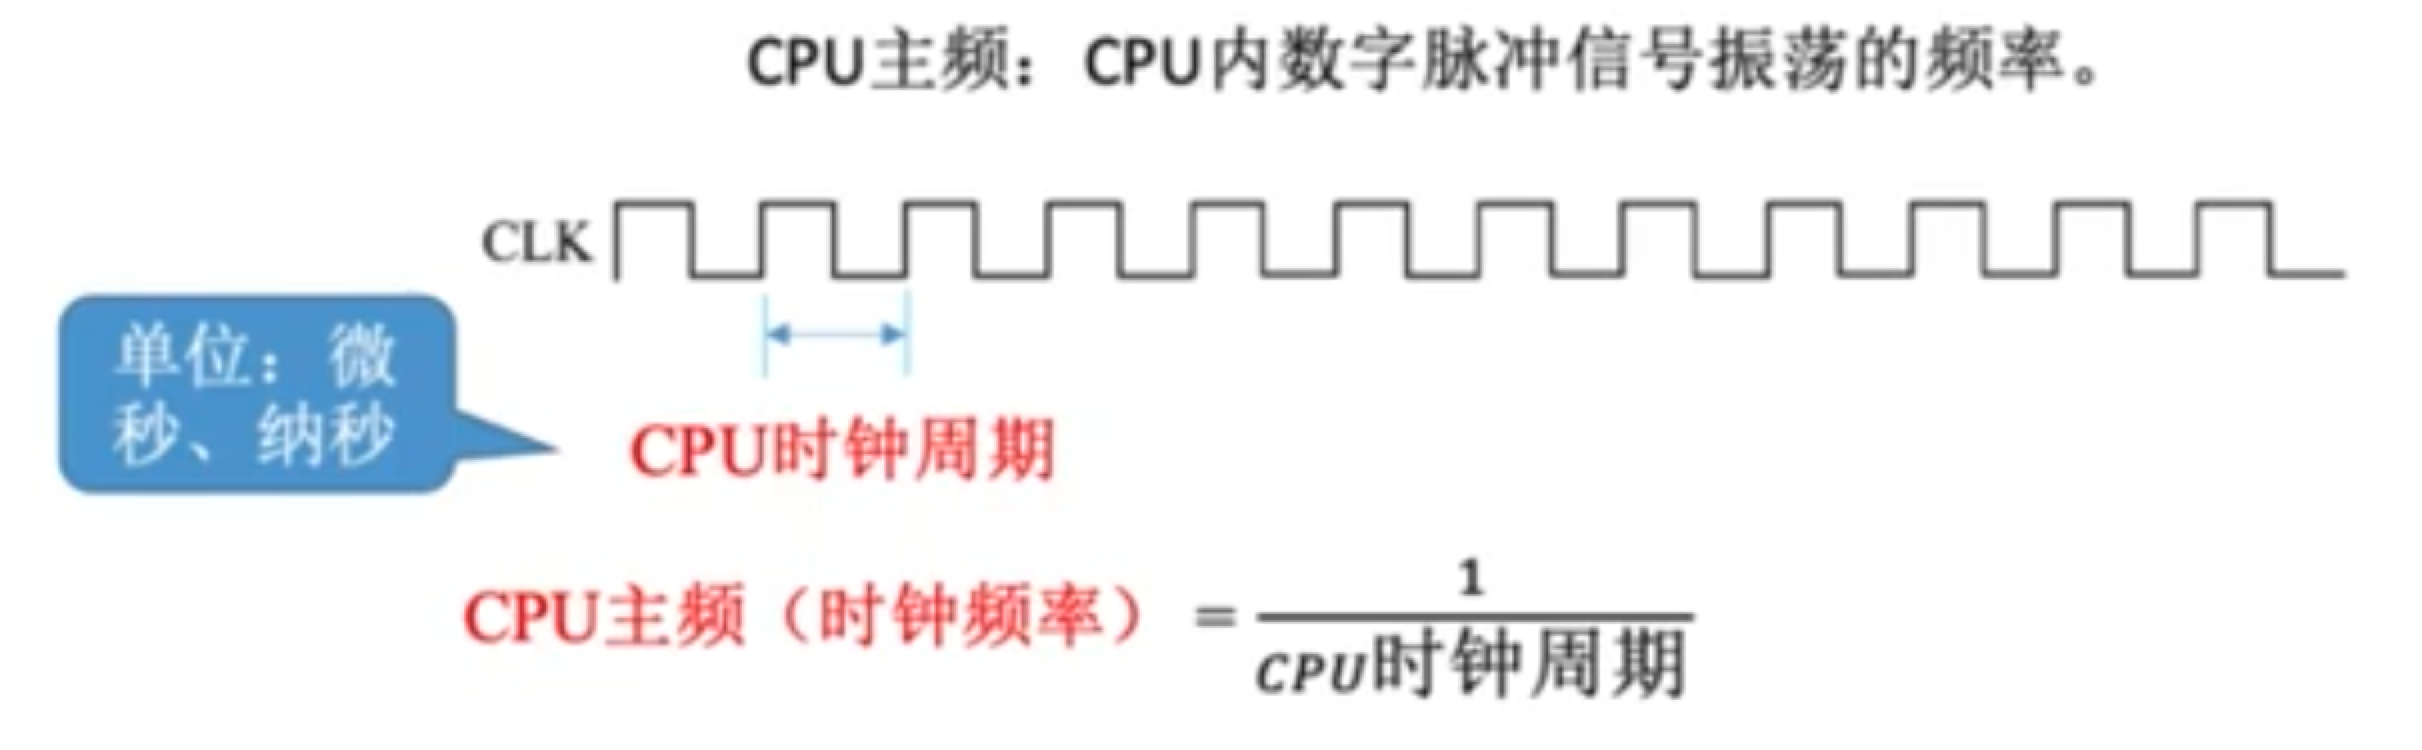 CPU主频：CPU内数字脉冲信号振荡的频率。
CLK
单位：微
秒、纳秒
CPU时钟周期
CPU主频（时钟频率） = 1
CPU时钟周期